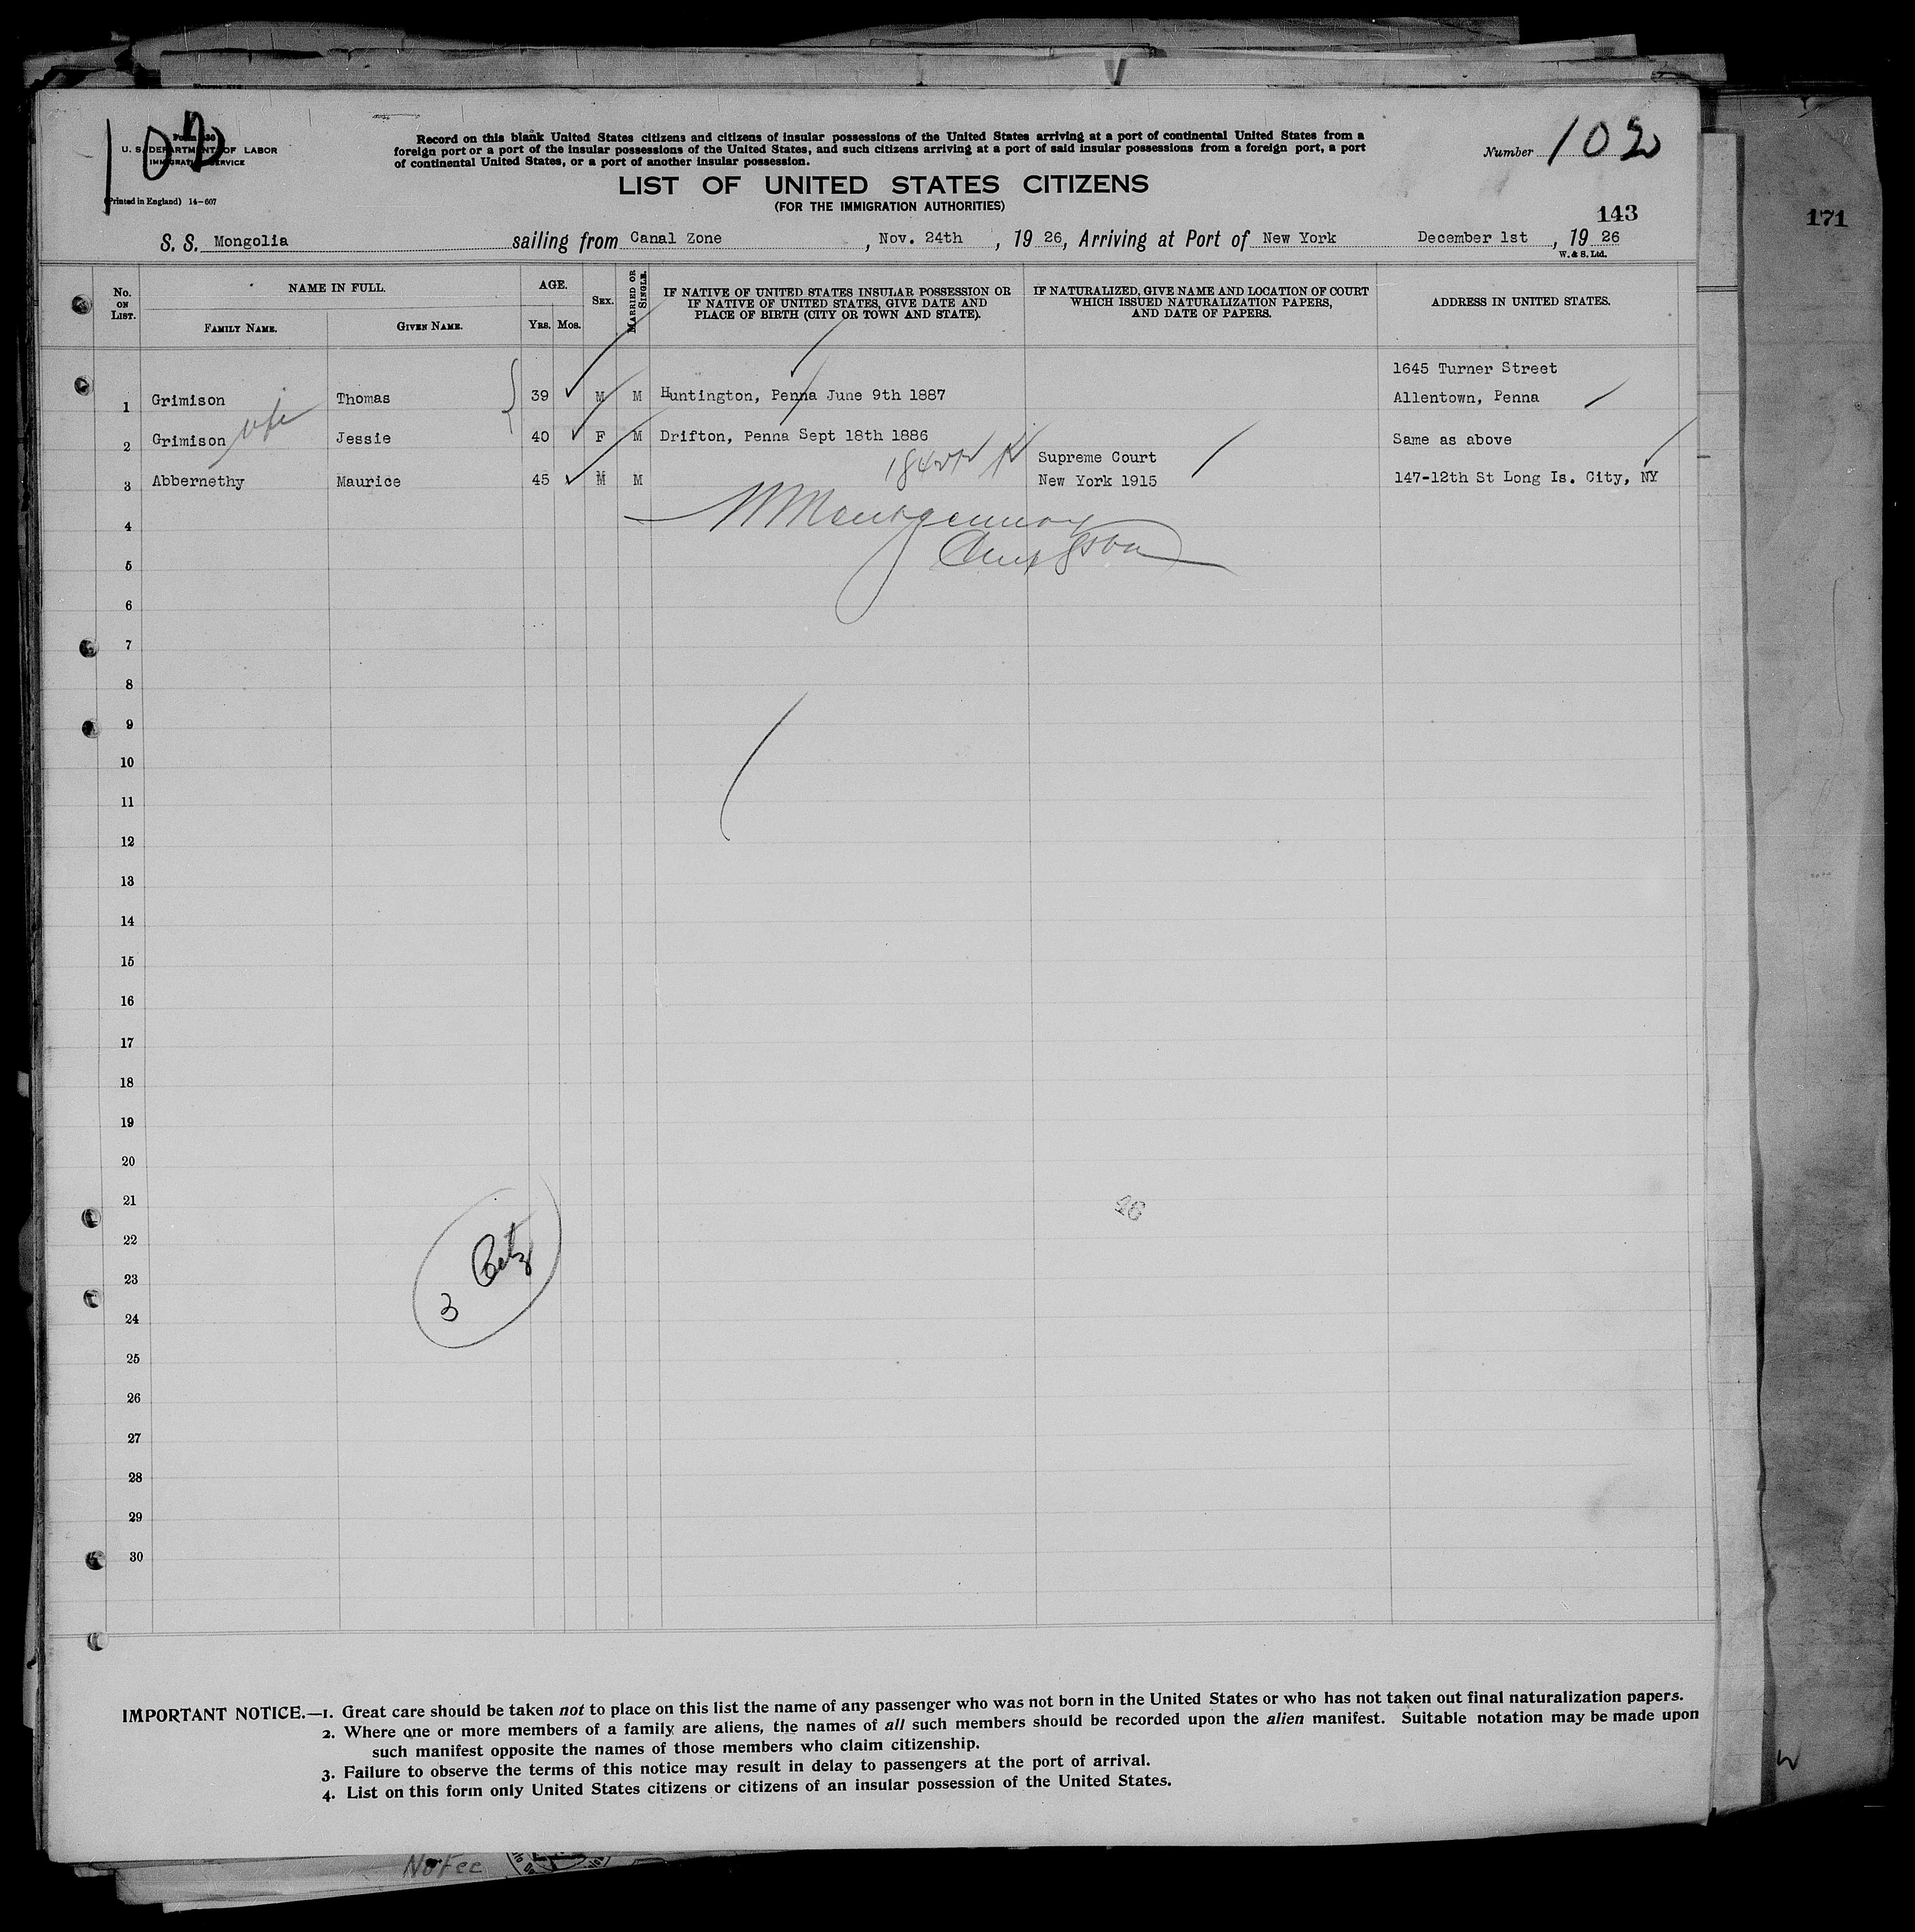 102
U. S. DEPARTMENT OF LABOR
IMMIGRATION SERVICE
(Printed in England) 14-607
Record on this blank United States citizens and citizens of insular possessions of the United States arriving at a port of continental United States from a
foreign port or a port of the insular possessions of the United States, and such citizens arriving at a port of said insular possessions from a foreign port, a port
of continental United States, or a port of another insular possession.
Number 102
LIST OF UNITED STATES CITIZENS
(FOR THE IMMIGRATION AUTHORITIES)
143
171
S. S. Mongolia sailing from Canal Zone, Nov. 24th, 19 26, Arriving at Port of New York December 1st, 19 26
W. & S. Ltd.
No. ON LIST. NAME IN FULL. FAMILY NAME. GIVEN NAME. AGE. YRS. MOS. SEX. MARRIED OR SINGLE.
IF NATIVE OF UNITED STATES INSULAR POSSESSION OR
IF NATIVE OF UNITED STATES, GIVE DATE AND
PLACE OF BIRTH (CITY OR TOWN AND STATE).
IF NATURALIZED, GIVE NAME AND LOCATION OF COURT
WHICH ISSUED NATURALIZATION PAPERS,
AND DATE OF PAPERS.
ADDRESS IN UNITED STATES.
1645 Turner Street
1 Grimison Thomas 39 M M Huntington, Penna June 9th 1887 Allentown, Penna
wife
2 Grimison Jessie 40 F M Drifton, Penna Sept 18th 1886 Same as above
Supreme Court
3 Abbernethy Maurice 45 M M New York 1915 147-12th St Long Is. City, NY
4
5
6
7
8
9
10
11
12
13
14
15
16
17
18
19
20
21
22
23
24
25
26
27
28
29
30
3
IMPORTANT NOTICE.—1. Great care should be taken not to place on this list the name of any passenger who was not born in the United States or who has not taken out final naturalization papers.
2. Where one or more members of a family are aliens, the names of all such members should be recorded upon the alien manifest. Suitable notation may be made upon
such manifest opposite the names of those members who claim citizenship.
3. Failure to observe the terms of this notice may result in delay to passengers at the port of arrival.
4. List on this form only United States citizens or citizens of an insular possession of the United States.